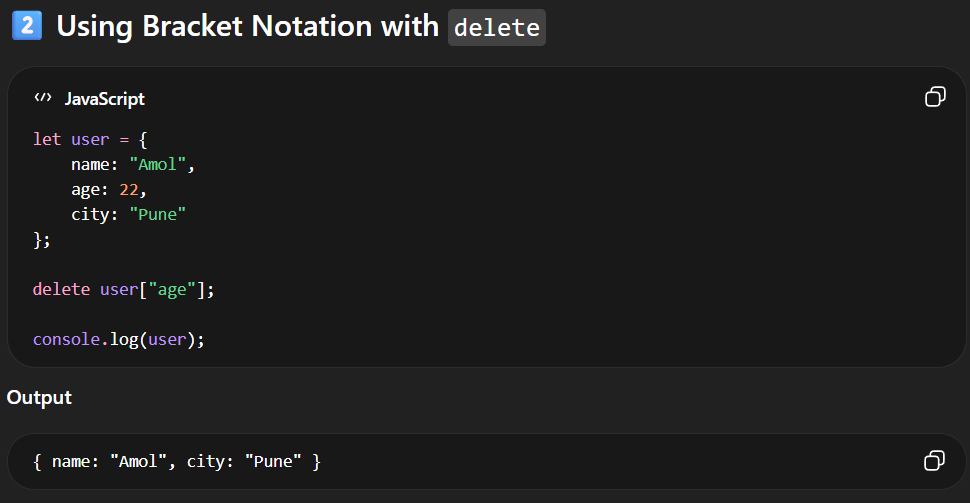 2 Using Bracket Notation with delete
</> JavaScript
let user = {
    name: "Amol",
    age: 22,
    city: "Pune"
};
delete user["age"];
console.log(user);
Output
{ name: "Amol", city: "Pune" }